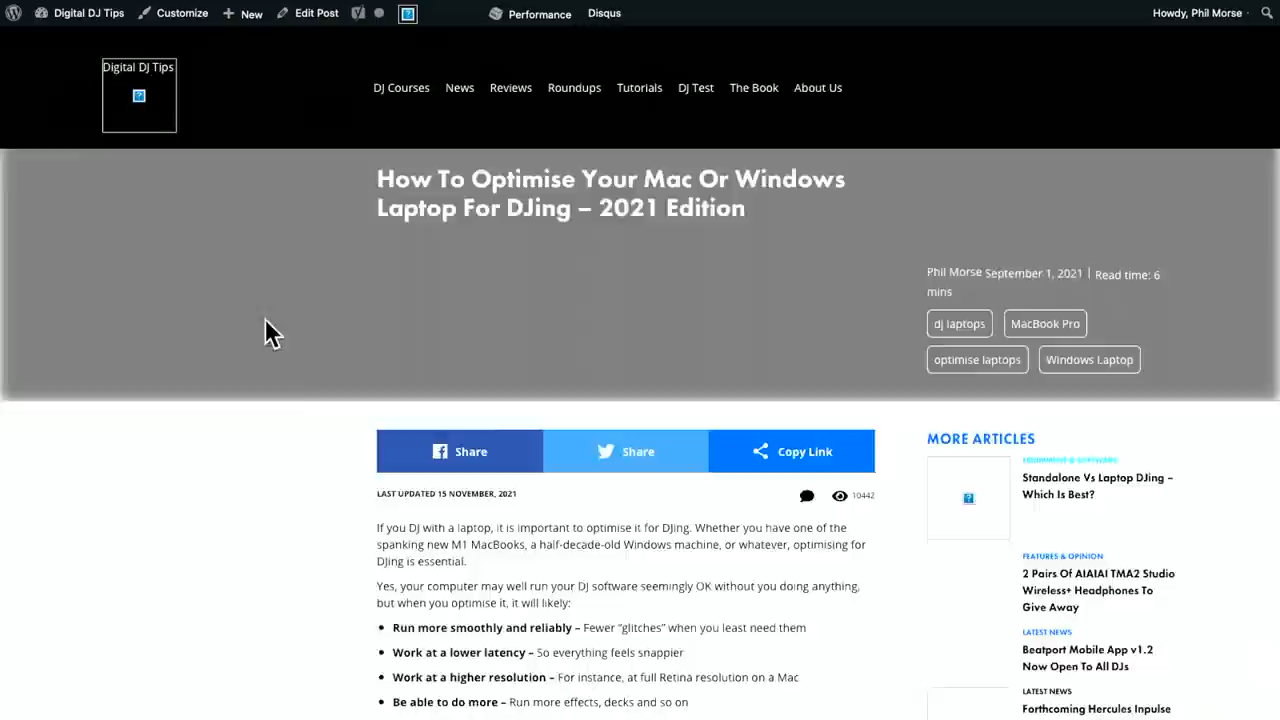 Digital DJ Tips Customize New Edit Post Performance Disqus Howdy, Phil Morse
Digital DJ Tips
DJ Courses News Reviews Roundups Tutorials DJ Test The Book About Us
How To Optimise Your Mac Or Windows
Laptop For DJing – 2021 Edition
Phil Morse September 1, 2021 | Read time: 6
mins
dj laptops MacBook Pro
optimise laptops Windows Laptop
Share Share Copy Link
LAST UPDATED 15 NOVEMBER, 2021
10442
If you DJ with a laptop, it is important to optimise it for DJing. Whether you have one of the
spanking new M1 MacBooks, a half-decade-old Windows machine, or whatever, optimising for
DJing is essential.
Yes, your computer may well run your DJ software seemingly OK without you doing anything,
but when you optimise it, it will likely:
• Run more smoothly and reliably – Fewer "glitches" when you least need them
• Work at a lower latency – So everything feels snappier
• Work at a higher resolution – For instance, at full Retina resolution on a Mac
• Be able to do more – Run more effects, decks and so on
MORE ARTICLES
EQUIPMENT & SOFTWARE
Standalone Vs Laptop DJing –
Which Is Best?
FEATURES & OPINION
2 Pairs Of AIAIAI TMA2 Studio
Wireless+ Headphones To
Give Away
LATEST NEWS
Beatport Mobile App v1.2
Now Open To All DJs
LATEST NEWS
Forthcoming Hercules Inpulse